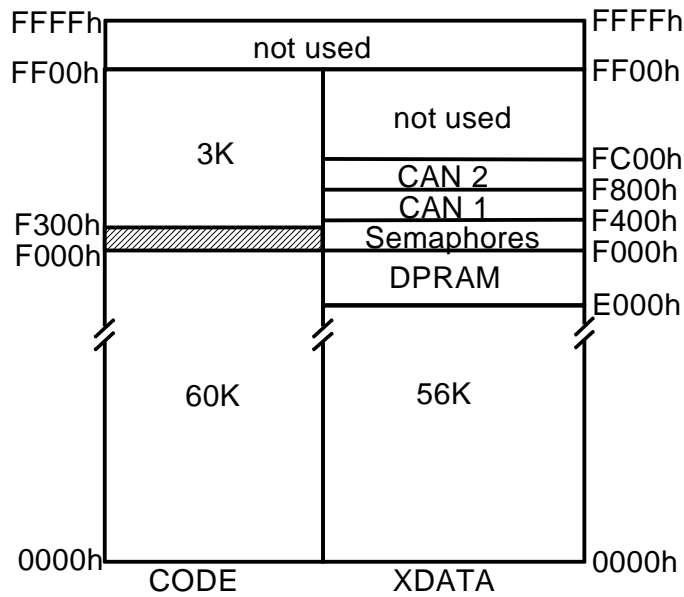 FFFFh FFFFh
not used
FF00h FF00h
not used
3K
FC00h
CAN 2
F800h
CAN 1
F300h F400h
Semaphores
F000h F000h
DPRAM
E000h
60K 56K
0000h 0000h
CODE XDATA